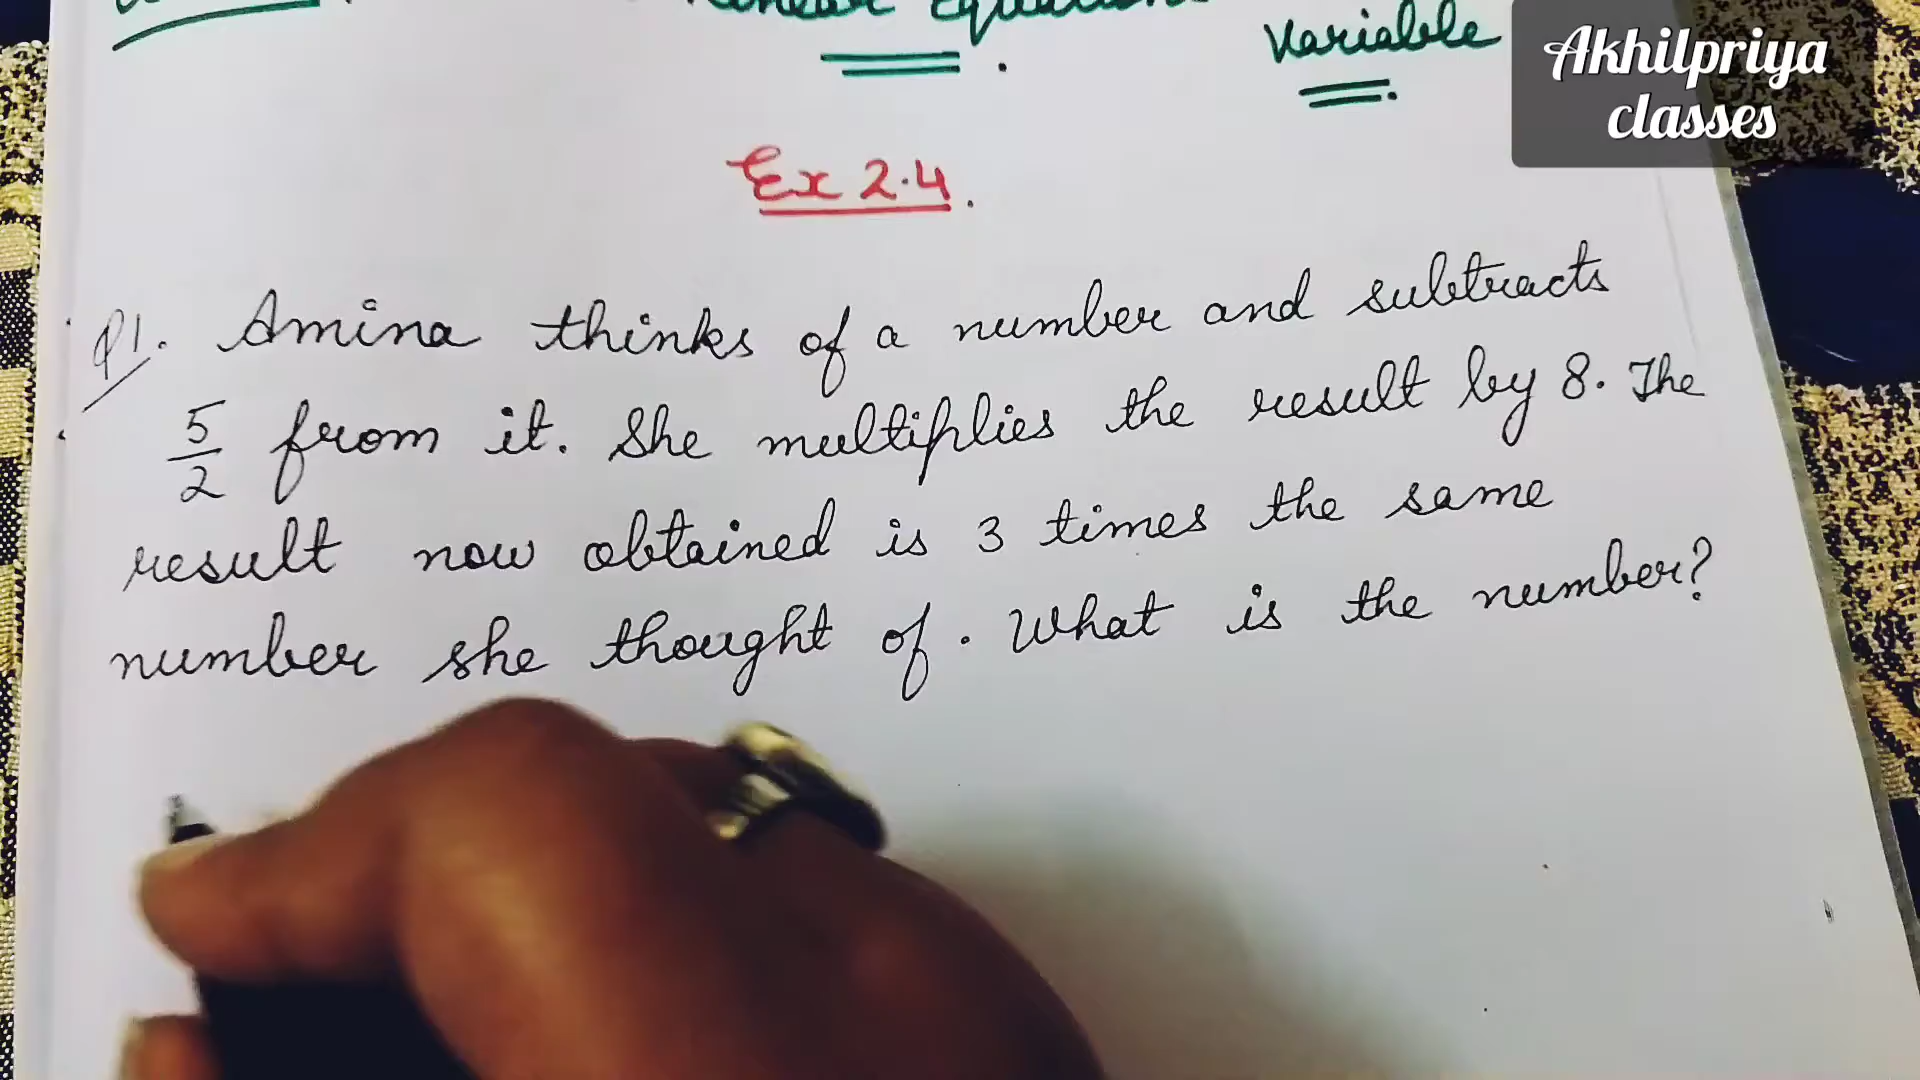 Linear Equations
Variable
Akhilpriya
classes
Ex 2.4.
Q1. Amina thinks of a number and subtracts
5/2 from it. She multiplies the result by 8. The
result now obtained is 3 times the same
number she thought of. What is the number?